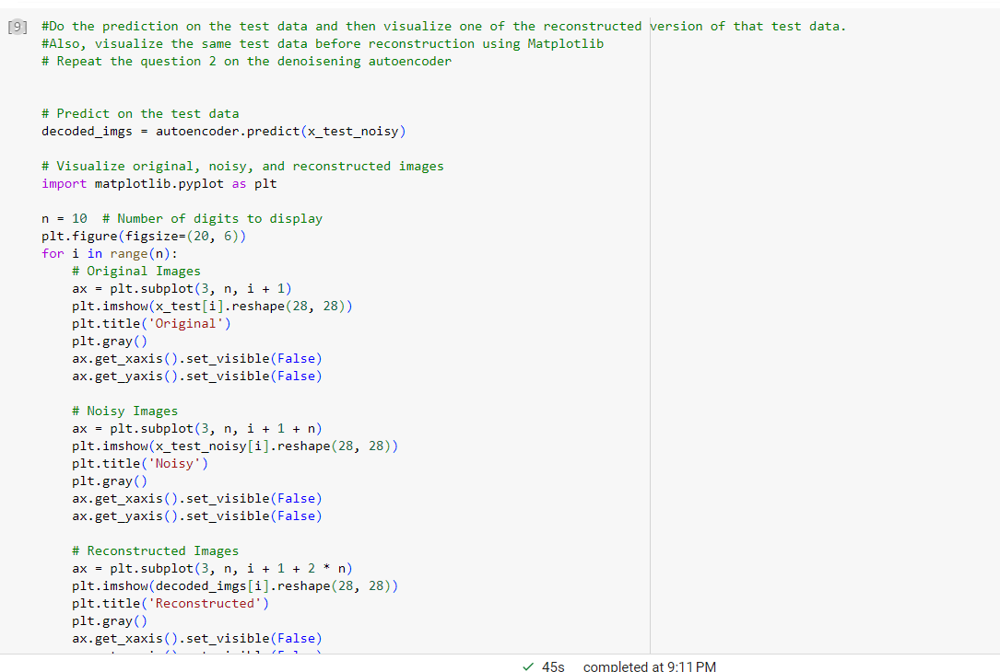 [9] #Do the prediction on the test data and then visualize one of the reconstructed version of that test data.
#Also, visualize the same test data before reconstruction using Matplotlib
# Repeat the question 2 on the denoisening autoencoder
# Predict on the test data
decoded_imgs = autoencoder.predict(x_test_noisy)
# Visualize original, noisy, and reconstructed images
import matplotlib.pyplot as plt
n = 10  # Number of digits to display
plt.figure(figsize=(20, 6))
for i in range(n):
    # Original Images
    ax = plt.subplot(3, n, i + 1)
    plt.imshow(x_test[i].reshape(28, 28))
    plt.title('Original')
    plt.gray()
    ax.get_xaxis().set_visible(False)
    ax.get_yaxis().set_visible(False)
    # Noisy Images
    ax = plt.subplot(3, n, i + 1 + n)
    plt.imshow(x_test_noisy[i].reshape(28, 28))
    plt.title('Noisy')
    plt.gray()
    ax.get_xaxis().set_visible(False)
    ax.get_yaxis().set_visible(False)
    # Reconstructed Images
    ax = plt.subplot(3, n, i + 1 + 2 * n)
    plt.imshow(decoded_imgs[i].reshape(28, 28))
    plt.title('Reconstructed')
    plt.gray()
    ax.get_xaxis().set_visible(False)
45s completed at 9:11 PM